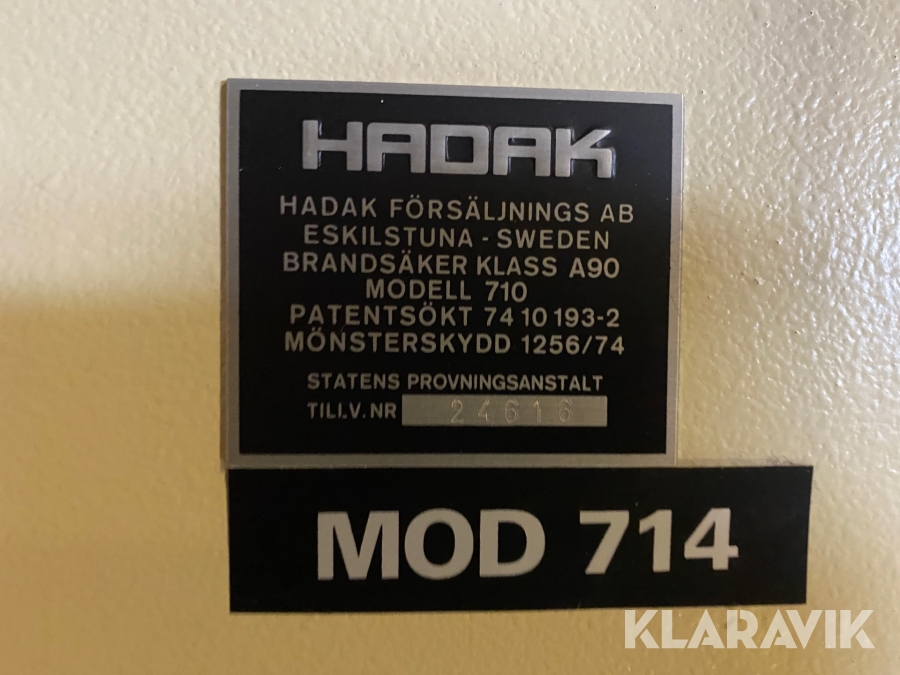 HADAK
HADAK FÖRSÄLJNINGS AB
ESKILSTUNA - SWEDEN
BRANDSÄKER KLASS A90
MODELL 710
PATENTSÖKT 74 10 193-2
MÖNSTERSKYDD 1256/74
STATENS PROVNINGSANSTALT
TILLV. NR 24616
MOD 714
KLARAVIK